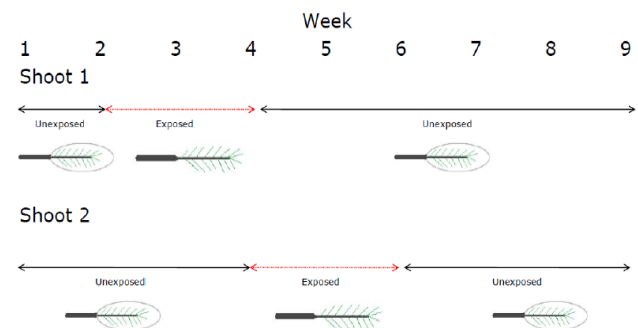 Week
1 2 3 4 5 6 7 8 9
Shoot 1
Unexposed Exposed Unexposed
Shoot 2
Unexposed Exposed Unexposed